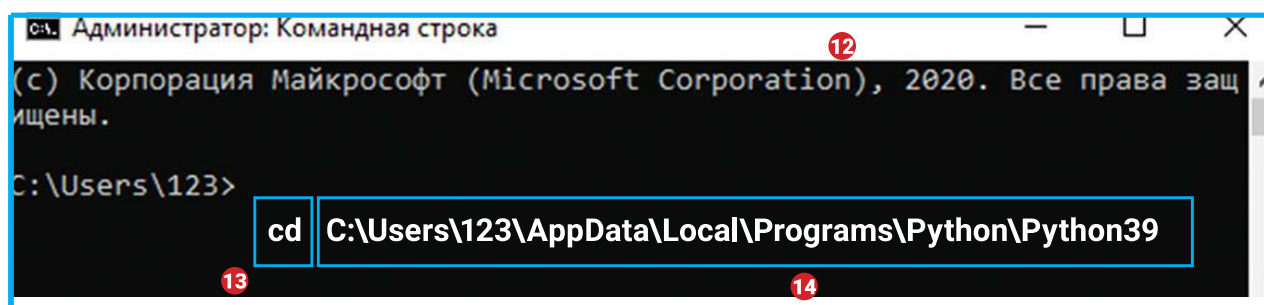 C:\. Администратор: Командная строка
12
(c) Корпорация Майкрософт (Microsoft Corporation), 2020. Все права защ
ищены.
C:\Users\123>
cd C:\Users\123\AppData\Local\Programs\Python\Python39
13 14